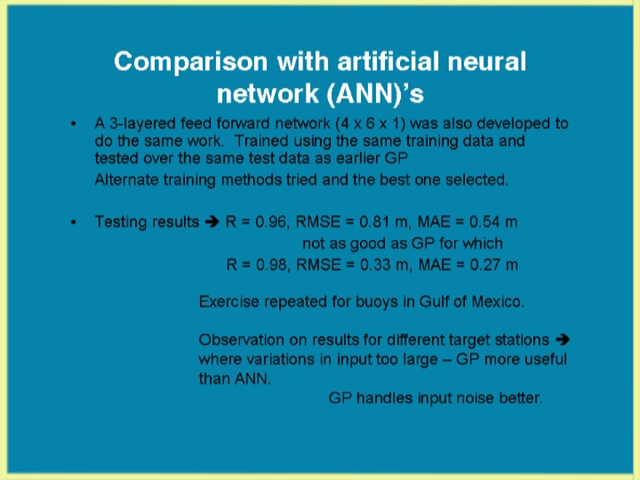 Comparison with artificial neural
network (ANN)'s
• A 3-layered feed forward network (4 x 6 x 1) was also developed to
do the same work. Trained using the same training data and
tested over the same test data as earlier GP
Alternate training methods tried and the best one selected.
• Testing results ➔ R = 0.96, RMSE = 0.81 m, MAE = 0.54 m
not as good as GP for which
R = 0.98, RMSE = 0.33 m, MAE = 0.27 m
Exercise repeated for buoys in Gulf of Mexico.
Observation on results for different target stations ➔
where variations in input too large – GP more useful
than ANN.
GP handles input noise better.